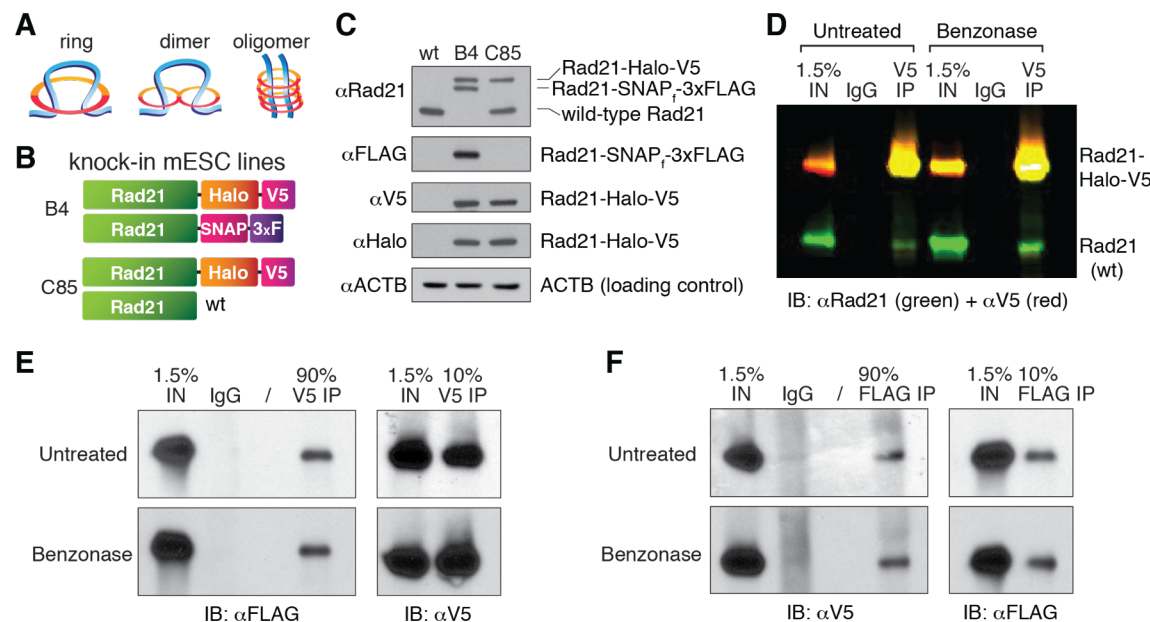 A
ring
dimer
oligomer
B
knock-in mESC lines
B4
Rad21
Halo
V5
Rad21
SNAP
3xF
C85
Rad21
Halo
V5
Rad21
wt
C
wt B4 C85
αRad21
Rad21-Halo-V5
Rad21-SNAPf-3xFLAG
wild-type Rad21
αFLAG
Rad21-SNAPf-3xFLAG
αV5
Rad21-Halo-V5
αHalo
Rad21-Halo-V5
αACTB
ACTB (loading control)
D
Untreated
Benzonase
1.5% V5 1.5% V5
IN IgG IP IN IgG IP
Rad21-
Halo-V5
Rad21
(wt)
IB: αRad21 (green) + αV5 (red)
E
1.5% 90%
IN IgG / V5 IP
1.5% 10%
IN V5 IP
Untreated
Benzonase
IB: αFLAG
IB: αV5
F
1.5% 90%
IN IgG / FLAG IP
1.5% 10%
IN FLAG IP
Untreated
Benzonase
IB: αV5
IB: αFLAG